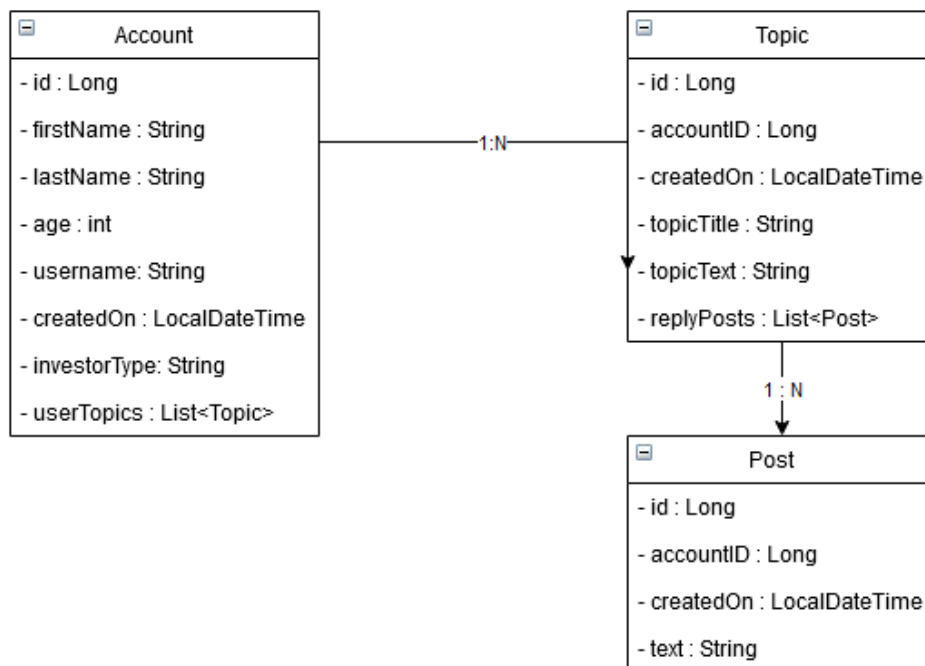 Account
- id : Long
- firstName : String
- lastName : String
- age : int
- username: String
- createdOn : LocalDateTime
- investorType: String
- userTopics : List<Topic>
1:N
Topic
- id : Long
- accountID : Long
- createdOn : LocalDateTime
- topicTitle : String
- topicText : String
- replyPosts : List<Post>
1 : N
Post
- id : Long
- accountID : Long
- createdOn : LocalDateTime
- text : String